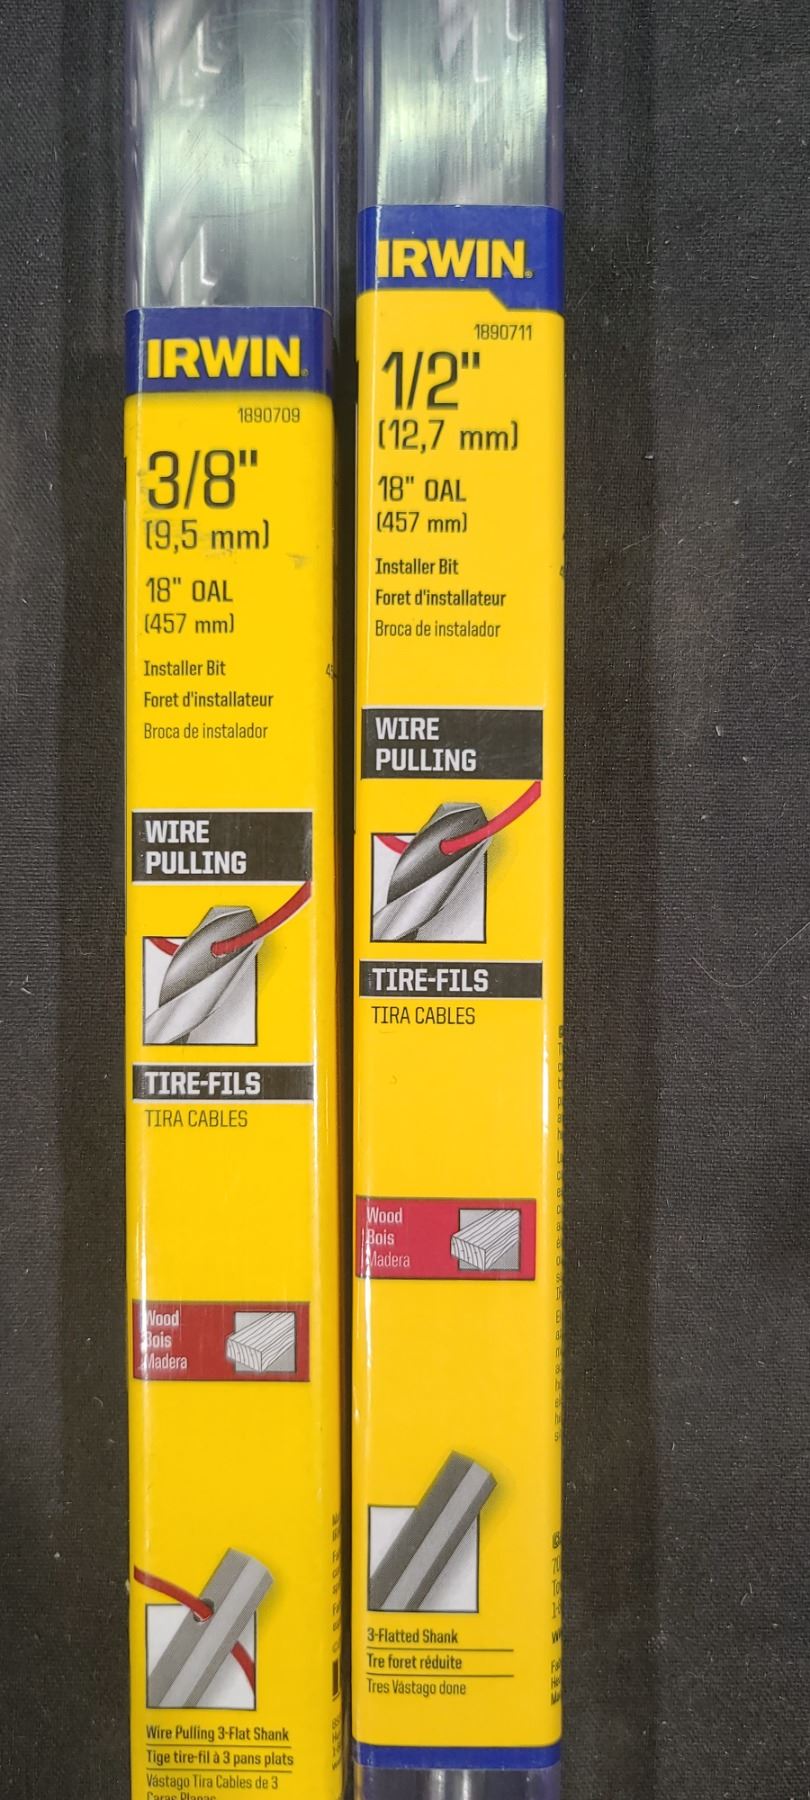 IRWIN
1890709
3/8"
(9,5 mm)
18" OAL
(457 mm)
Installer Bit
Foret d'installateur
Broca de instalador
WIRE
PULLING
TIRE-FILS
TIRA CABLES
Wood
Bois
Madera
Wire Pulling 3-Flat Shank
Tige tire-fil à 3 pans plats
Vástago Tira Cables de 3
Caras Planas
IRWIN
1890711
1/2"
(12,7 mm)
18" OAL
(457 mm)
Installer Bit
Foret d'installateur
Broca de instalador
WIRE
PULLING
TIRE-FILS
TIRA CABLES
Wood
Bois
Madera
3-Flatted Shank
Tre foret réduite
Tres Vástago done